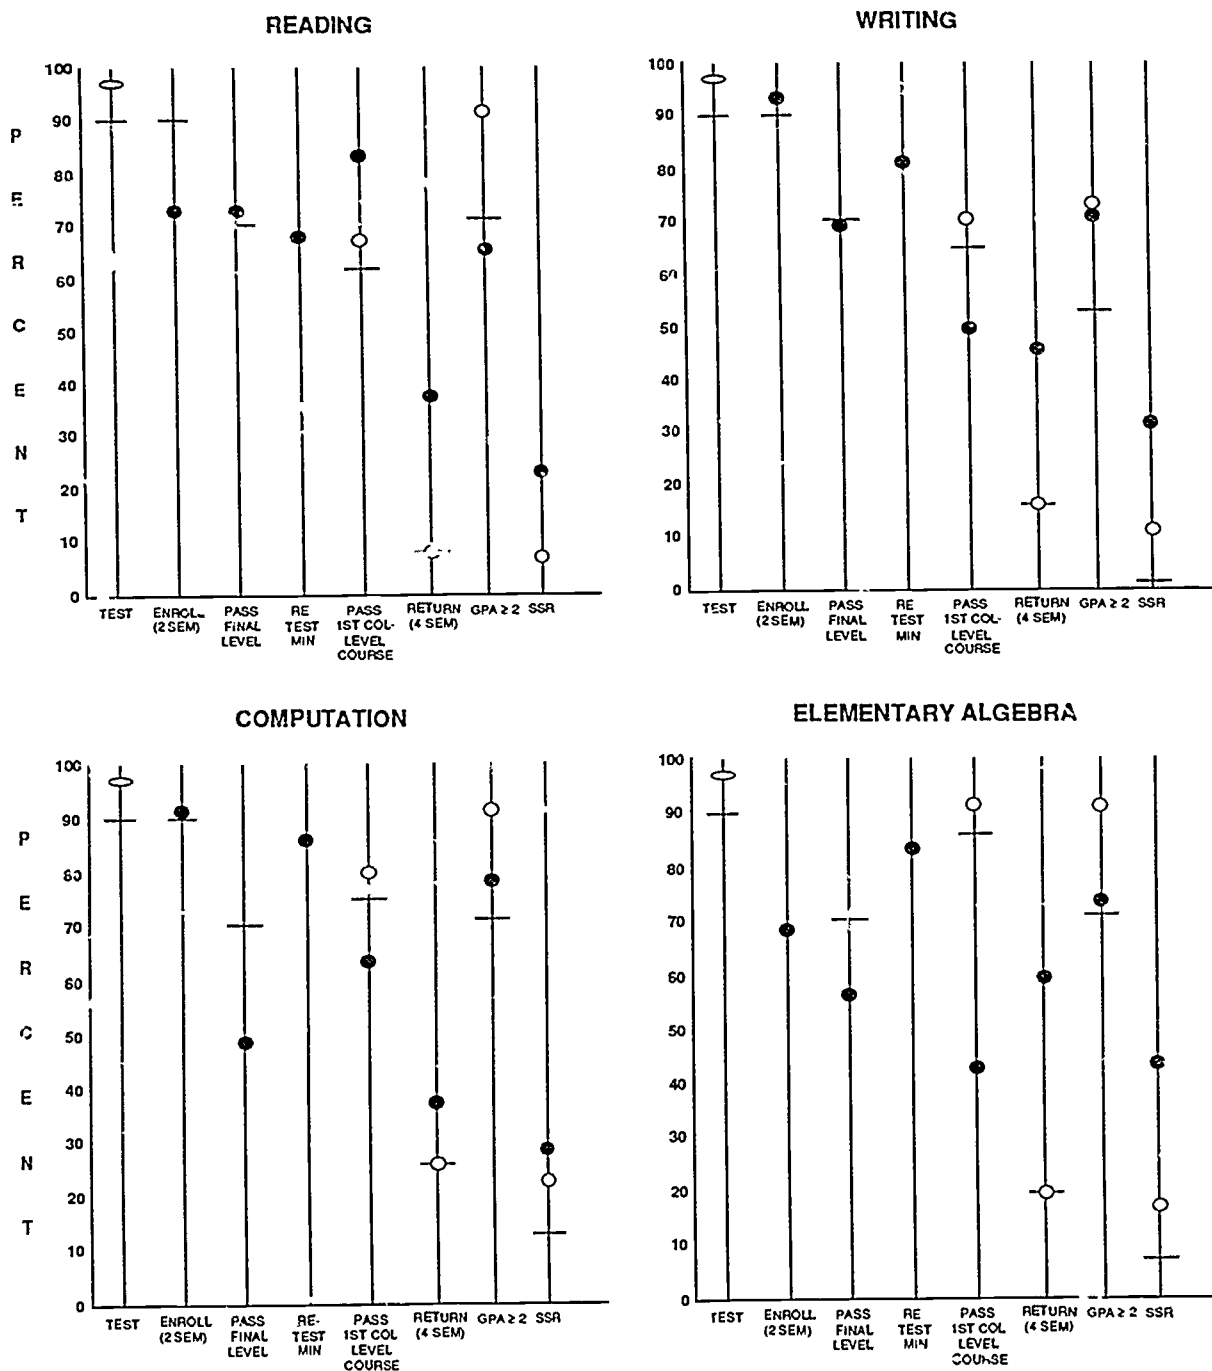 READING
100
90
80
70
60
50
40
30
20
10
0
P
E
R
C
E
N
T
TEST
ENROLL
(2 SEM)
PASS
FINAL
LEVEL
RE
TEST
MIN
PASS
1ST COL-
LEVEL
COURSE
RETURN
(4 SEM)
GPA ≥ 2
SSR
WRITING
100
90
80
70
60
50
40
30
20
10
0
TEST
ENROLL
(2 SEM)
PASS
FINAL
LEVEL
RE
TEST
MIN
PASS
1ST COL-
LEVEL
COURSE
RETURN
(4 SEM)
GPA ≥ 2
SSR
COMPUTATION
100
90
80
70
60
50
40
30
20
10
0
P
E
R
C
E
N
T
TEST
ENROLL
(2 SEM)
PASS
FINAL
LEVEL
RE-
TEST
MIN
PASS
1ST COL
LEVEL
COURSE
RETURN
(4 SEM)
GPA ≥ 2
SSR
ELEMENTARY ALGEBRA
100
90
80
70
60
50
40
30
20
10
0
TEST
ENROLL
(2 SEM)
PASS
FINAL
LEVEL
RE
TEST
MIN
PASS
1ST COL
LEVEL
COURSE
RETURN
(4 SEM)
GPA ≥ 2
SSR